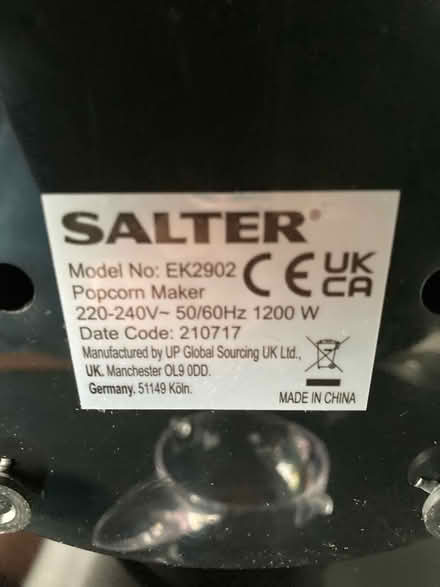 SALTER®
Model No: EK2902 CE UK CA
Popcorn Maker
220-240V~ 50/60Hz 1200 W
Date Code: 210717
Manufactured by UP Global Sourcing UK Ltd.,
UK. Manchester OL9 0DD.
Germany. 51149 Köln.
MADE IN CHINA